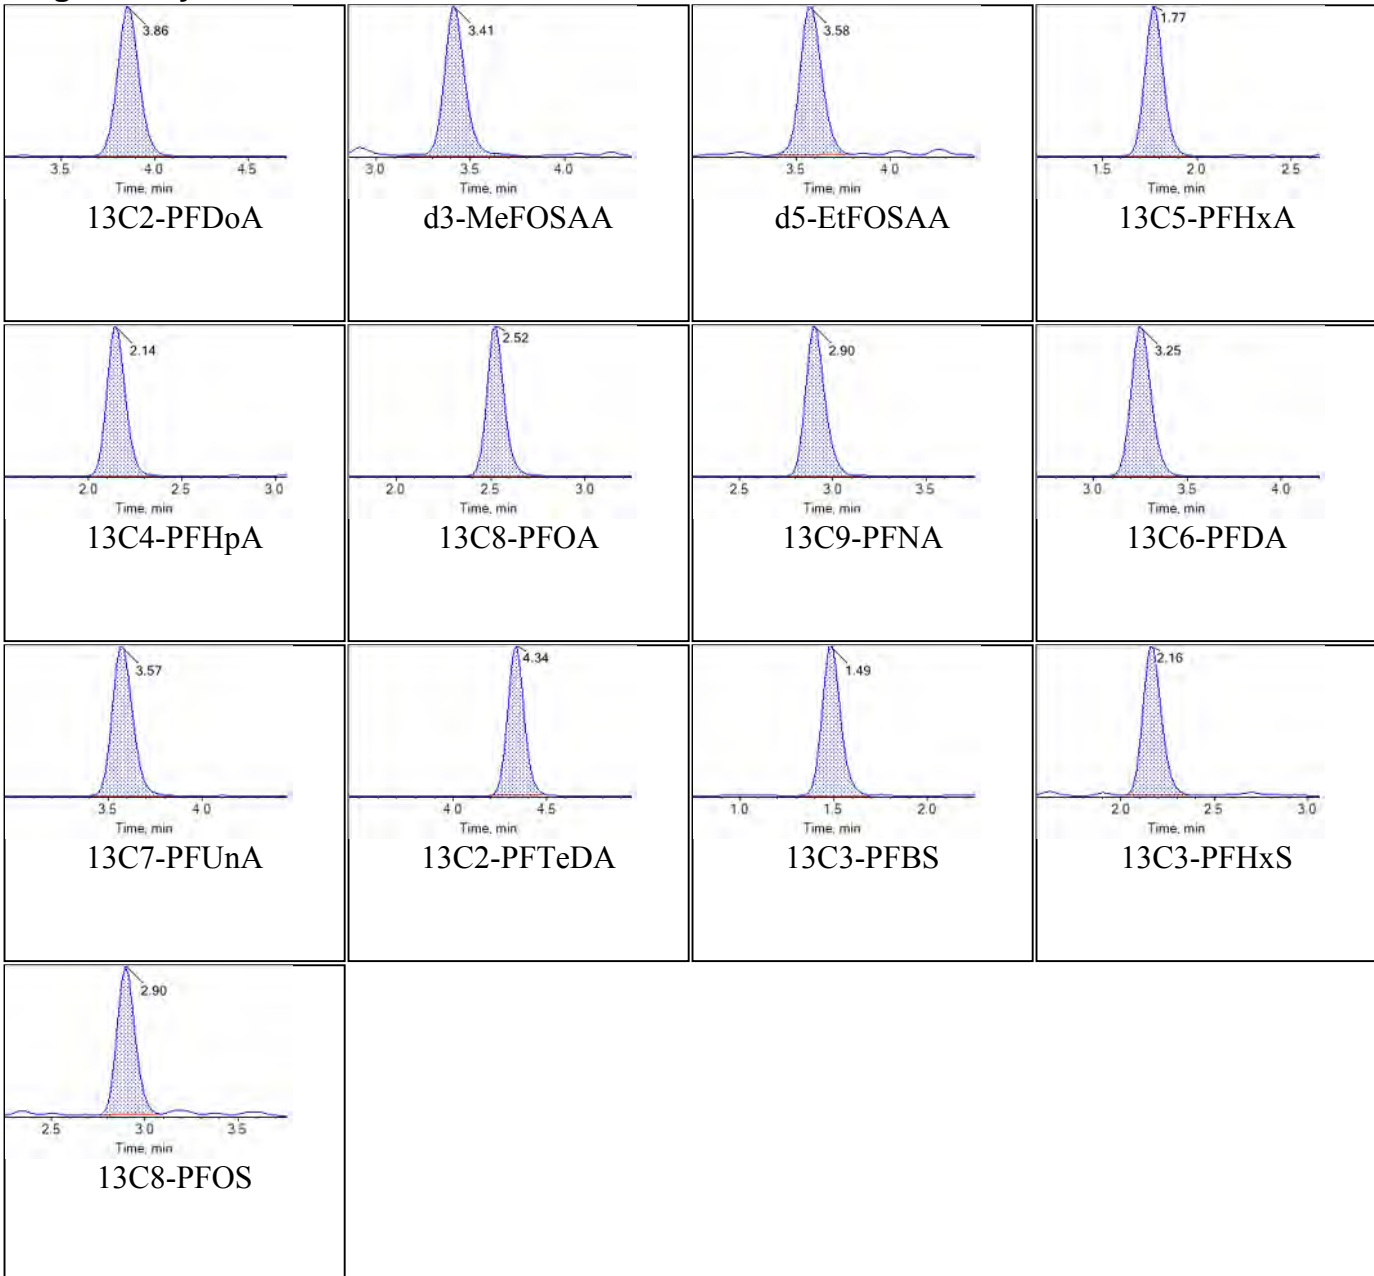 3.86
3.5 4.0 4.5
Time, min
13C2-PFDoA
3.41
3.0 3.5 4.0
Time, min
d3-MeFOSAA
3.58
3.5 4.0
Time, min
d5-EtFOSAA
1.77
1.5 2.0 2.5
Time, min
13C5-PFHxA
2.14
2.0 2.5 3.0
Time, min
13C4-PFHpA
2.52
2.0 2.5 3.0
Time, min
13C8-PFOA
2.90
2.5 3.0 3.5
Time, min
13C9-PFNA
3.25
3.0 3.5 4.0
Time, min
13C6-PFDA
3.57
3.5 4.0
Time, min
13C7-PFUnA
4.34
4.0 4.5
Time, min
13C2-PFTeDA
1.49
1.0 1.5 2.0
Time, min
13C3-PFBS
2.16
2.0 2.5 3.0
Time, min
13C3-PFHxS
2.90
2.5 3.0 3.5
Time, min
13C8-PFOS